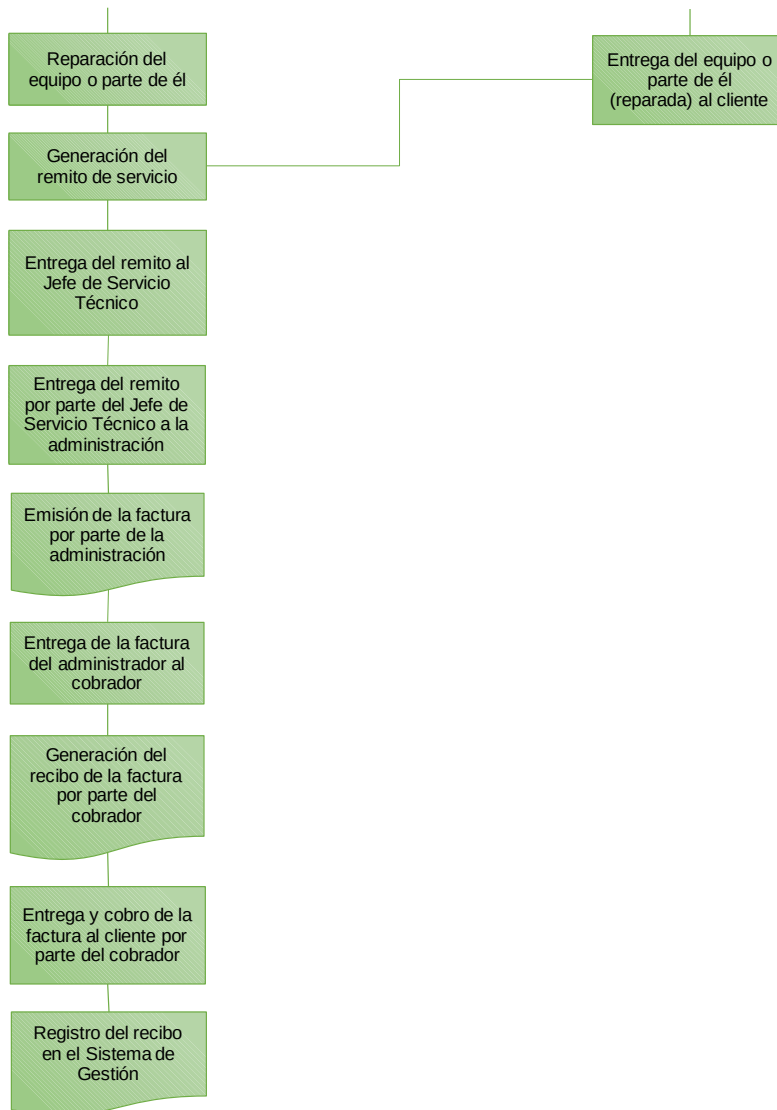 Reparación del
equipo o parte de él
Entrega del equipo o
parte de él
(reparada) al cliente
Generación del
remito de servicio
Entrega del remito al
Jefe de Servicio
Técnico
Entrega del remito
por parte del Jefe de
Servicio Técnico a la
administración
Emisión de la factura
por parte de la
administración
Entrega de la factura
del administrador al
cobrador
Generación del
recibo de la factura
por parte del
cobrador
Entrega y cobro de la
factura al cliente por
parte del cobrador
Registro del recibo
en el Sistema de
Gestión